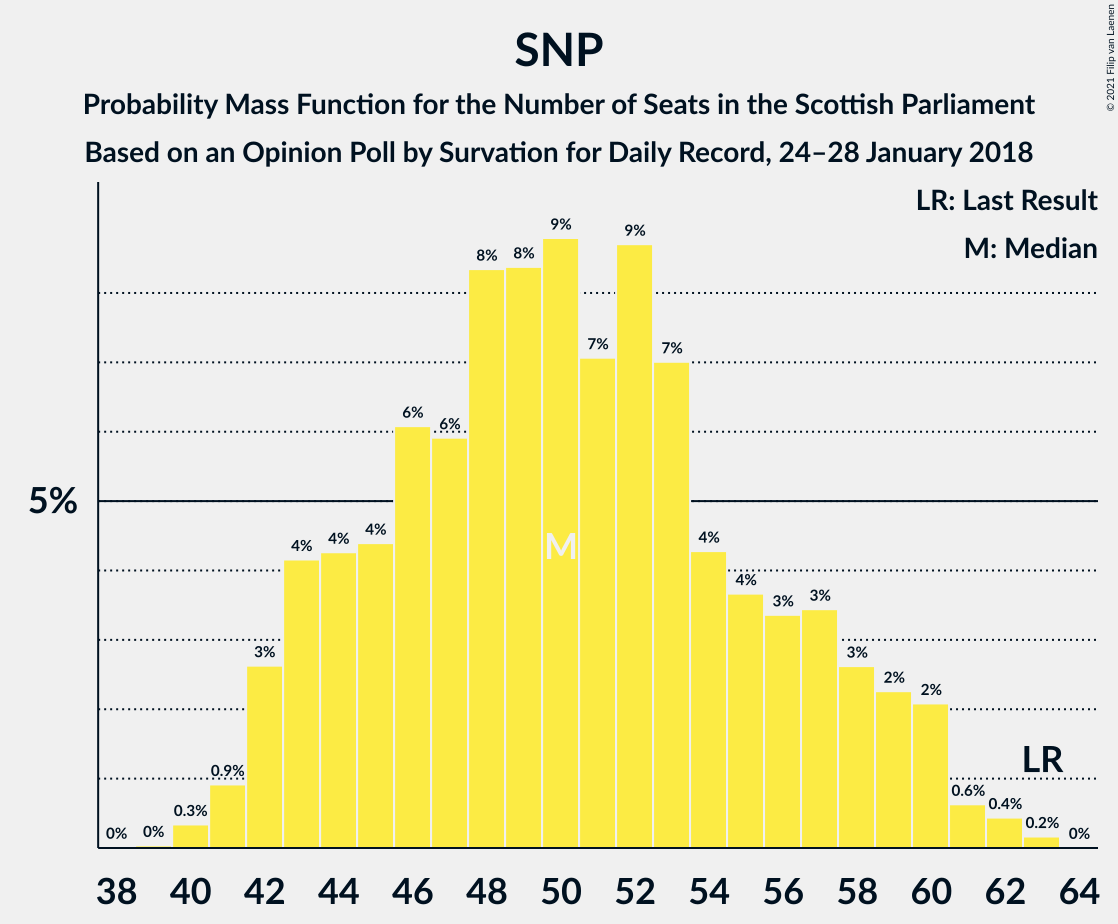 SNP
Probability Mass Function for the Number of Seats in the Scottish Parliament
Based on an Opinion Poll by Survation for Daily Record, 24–28 January 2018
© 2021 Filip van Laenen
LR: Last Result
M: Median
5%
0% 0% 0.3% 0.9% 3% 4% 4% 4% 6% 6% 8% 8% 9% 7% 9% 7% 4% 4% 3% 3% 3% 2% 2% 0.6% 0.4% 0.2% 0%
M
LR
38 40 42 44 46 48 50 52 54 56 58 60 62 64